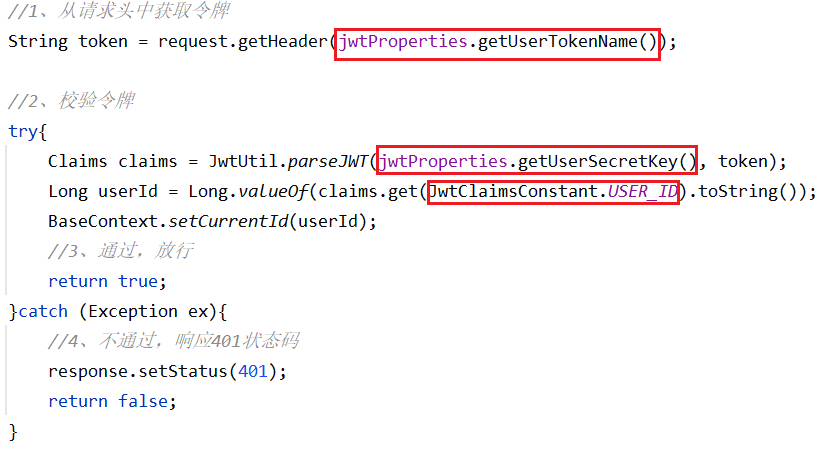 //1、从请求头中获取令牌
String token = request.getHeader(jwtProperties.getUserTokenName());
//2、校验令牌
try{
Claims claims = JwtUtil.parseJWT(jwtProperties.getUserSecretKey(), token);
Long userId = Long.valueOf(claims.get(JwtClaimsConstant.USER_ID).toString());
BaseContext.setCurrentId(userId);
//3、通过，放行
return true;
}catch (Exception ex){
//4、不通过，响应401状态码
response.setStatus(401);
return false;
}